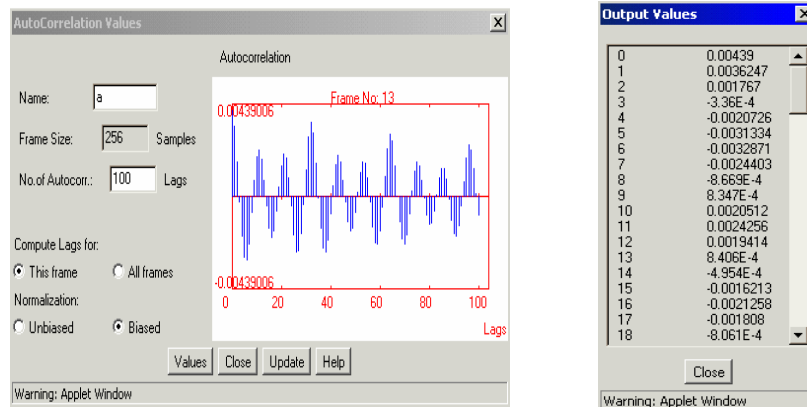 AutoCorrelation Values
Autocorrelation
Name: a
Frame Size: 256 Samples
No.of Autocorr.: 100 Lags
Compute Lags for:
This frame All frames
Normalization:
Unbiased Biased
Frame No: 13
0.00439006
-0.00439006
0 20 40 60 80 100
Lags
Values Close Update Help
Warning: Applet Window
Output Values
0 0.00439
1 0.0036247
2 0.001767
3 -3.36E-4
4 -0.0020726
5 -0.0031334
6 -0.0032871
7 -0.0024403
8 -8.669E-4
9 8.347E-4
10 0.0020512
11 0.0024256
12 0.0019414
13 8.406E-4
14 -4.954E-4
15 -0.0016213
16 -0.0021258
17 -0.001808
18 -8.061E-4
Close
Warning: Applet Window